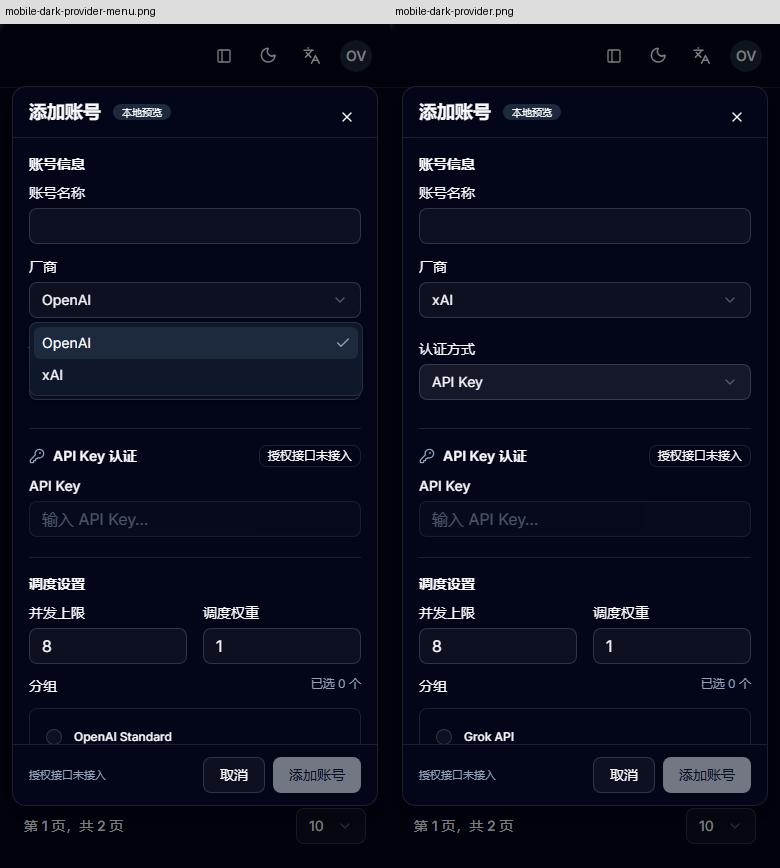 mobile-dark-provider-menu.png
OV
添加账号 本地预览
账号信息
账号名称
厂商
OpenAI
OpenAI
xAI
API Key 认证 授权接口未接入
API Key
输入 API Key...
调度设置
并发上限 调度权重
8 1
分组 已选 0 个
OpenAI Standard
授权接口未接入 取消 添加账号
第 1 页，共 2 页 10
mobile-dark-provider.png
OV
添加账号 本地预览
账号信息
账号名称
厂商
xAI
认证方式
API Key
API Key 认证 授权接口未接入
API Key
输入 API Key...
调度设置
并发上限 调度权重
8 1
分组 已选 0 个
Grok API
授权接口未接入 取消 添加账号
第 1 页，共 2 页 10